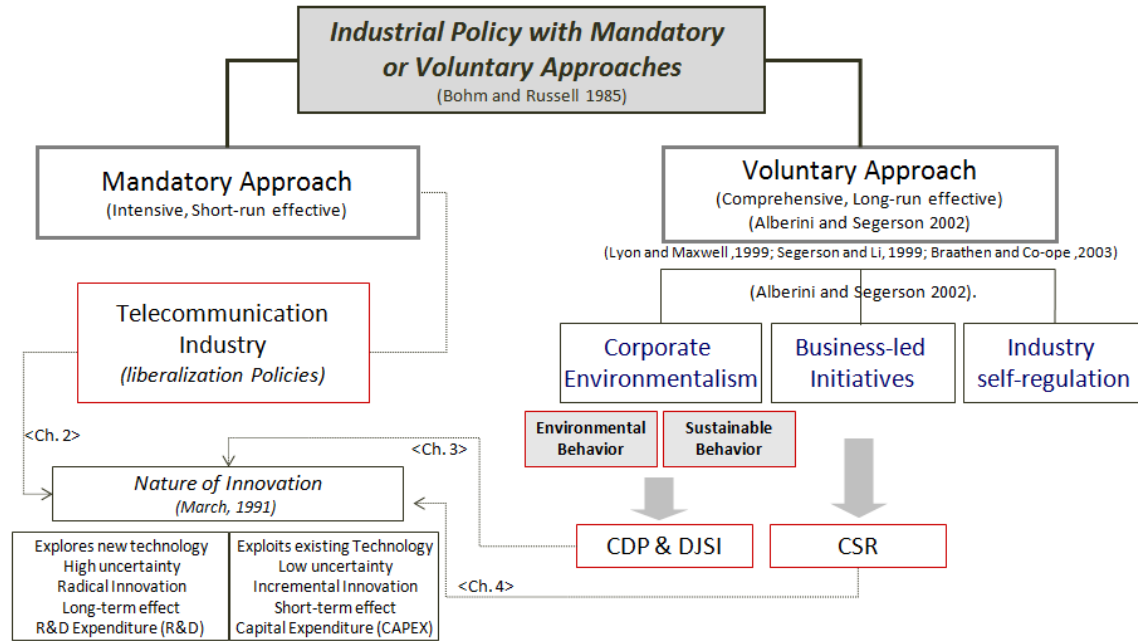 Industrial Policy with Mandatory
or Voluntary Approaches
(Bohm and Russell 1985)
Mandatory Approach
(Intensive, Short-run effective)
Voluntary Approach
(Comprehensive, Long-run effective)
(Alberini and Segerson 2002)
(Lyon and Maxwell ,1999; Segerson and Li, 1999; Braathen and Co-ope ,2003)
(Alberini and Segerson 2002).
Telecommunication
Industry
(liberalization Policies)
Corporate
Environmentalism
Business-led
Initiatives
Industry
self-regulation
Environmental
Behavior
Sustainable
Behavior
<Ch. 2>
<Ch. 3>
Nature of Innovation
(March, 1991)
CDP & DJSI
CSR
<Ch. 4>
Explores new technology
High uncertainty
Radical Innovation
Long-term effect
R&D Expenditure (R&D)
Exploits existing Technology
Low uncertainty
Incremental Innovation
Short-term effect
Capital Expenditure (CAPEX)